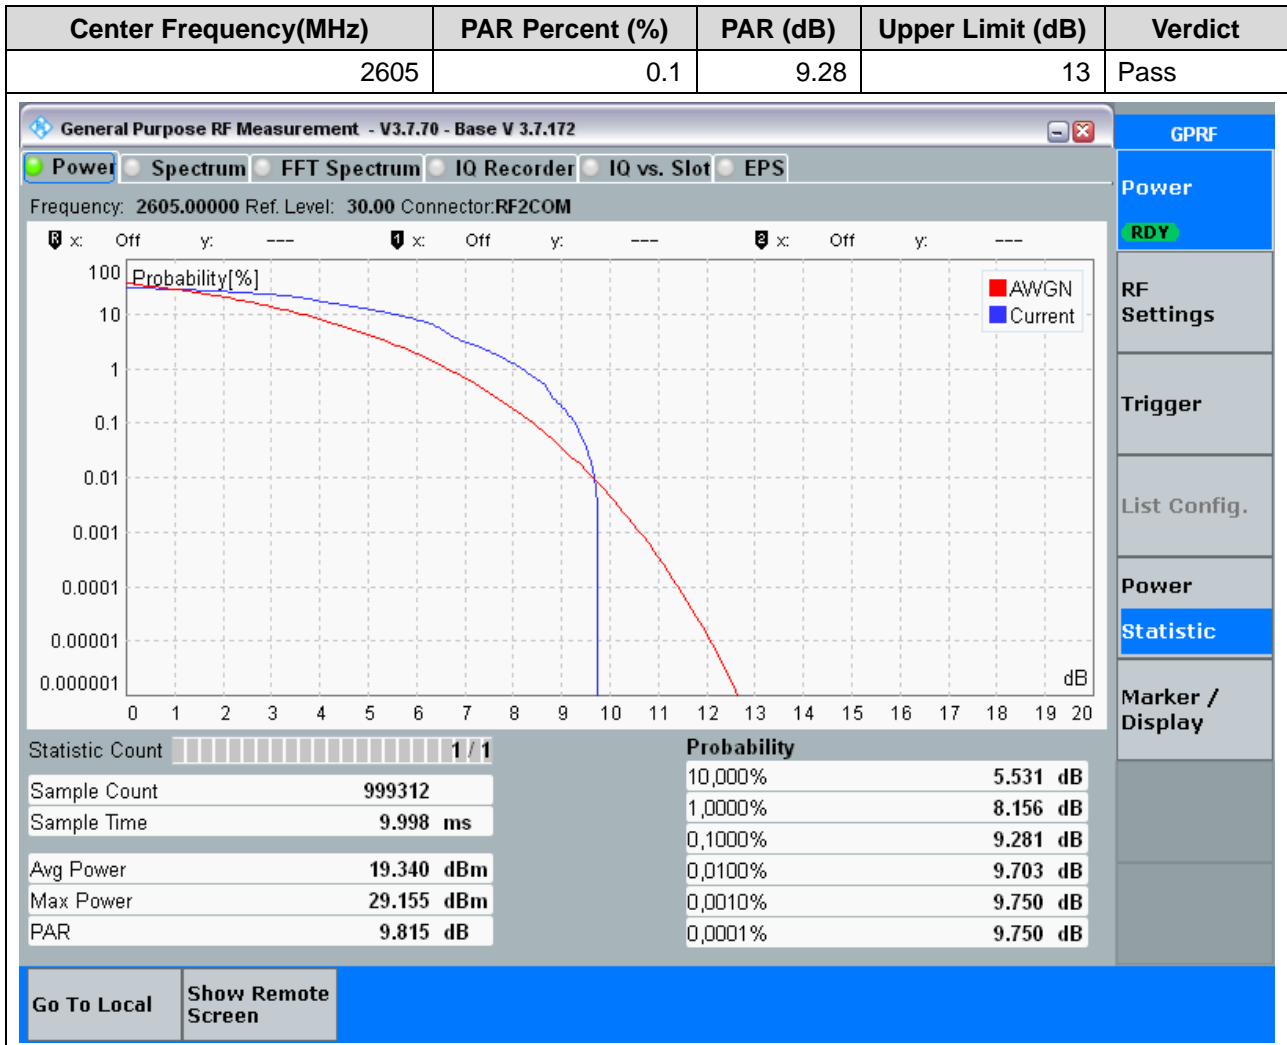 Center Frequency(MHz) PAR Percent (%) PAR (dB) Upper Limit (dB) Verdict
2605 0.1 9.28 13 Pass
General Purpose RF Measurement - V3.7.70 - Base V 3.7.172
GPRF
Power Spectrum FFT Spectrum IQ Recorder IQ vs. Slot EPS
Frequency: 2605.00000 Ref. Level: 30.00 Connector:RF2COM
R x: Off y: --- 1 x: Off y: --- 2 x: Off y: ---
Probability[%]
100
10
1
0.1
0.01
0.001
0.0001
0.00001
0.000001
AWGN
Current
dB
0 1 2 3 4 5 6 7 8 9 10 11 12 13 14 15 16 17 18 19 20
Statistic Count 1 / 1
Sample Count 999312
Sample Time 9.998 ms
Avg Power 19.340 dBm
Max Power 29.155 dBm
PAR 9.815 dB
Probability
10,000% 5.531 dB
1,0000% 8.156 dB
0,1000% 9.281 dB
0,0100% 9.703 dB
0,0010% 9.750 dB
0,0001% 9.750 dB
Power
RDY
RF
Settings
Trigger
List Config.
Power
Statistic
Marker /
Display
Go To Local
Show Remote
Screen